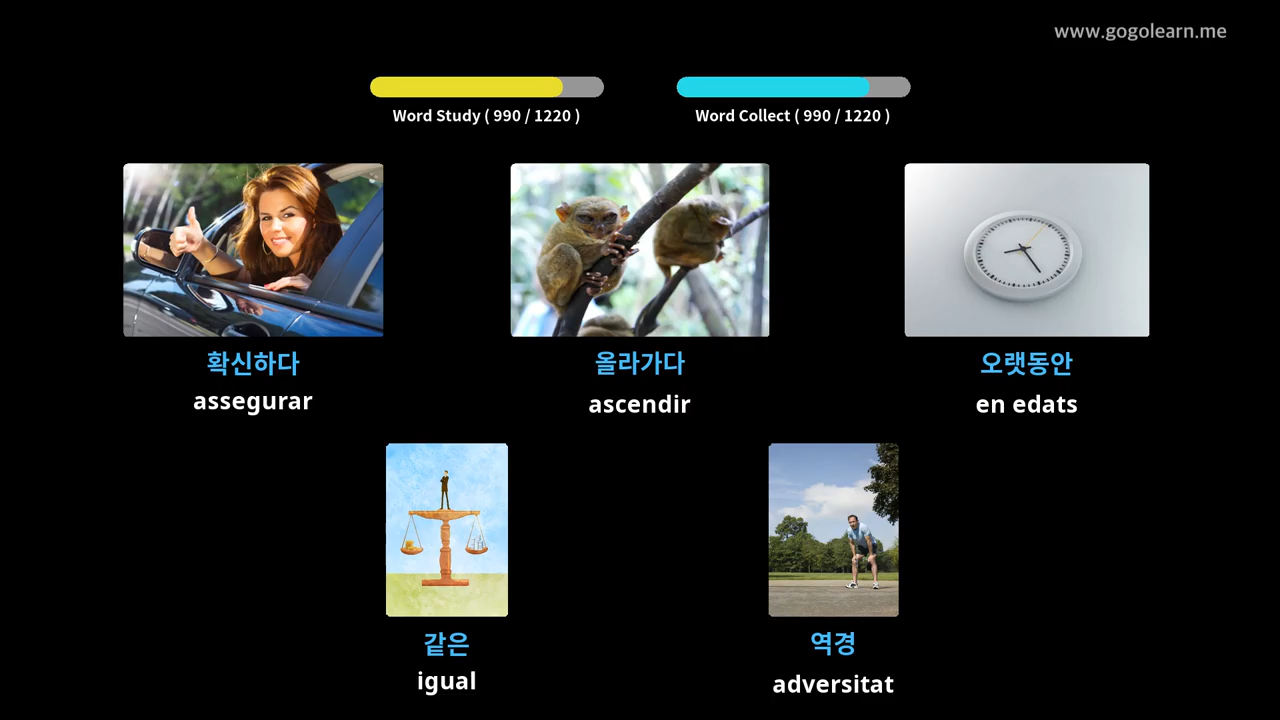 www.gogolearn.me
Word Study ( 990 / 1220 )
Word Collect ( 990 / 1220 )
확신하다
assegurar
올라가다
ascendir
오랫동안
en edats
같은
igual
역경
adversitat